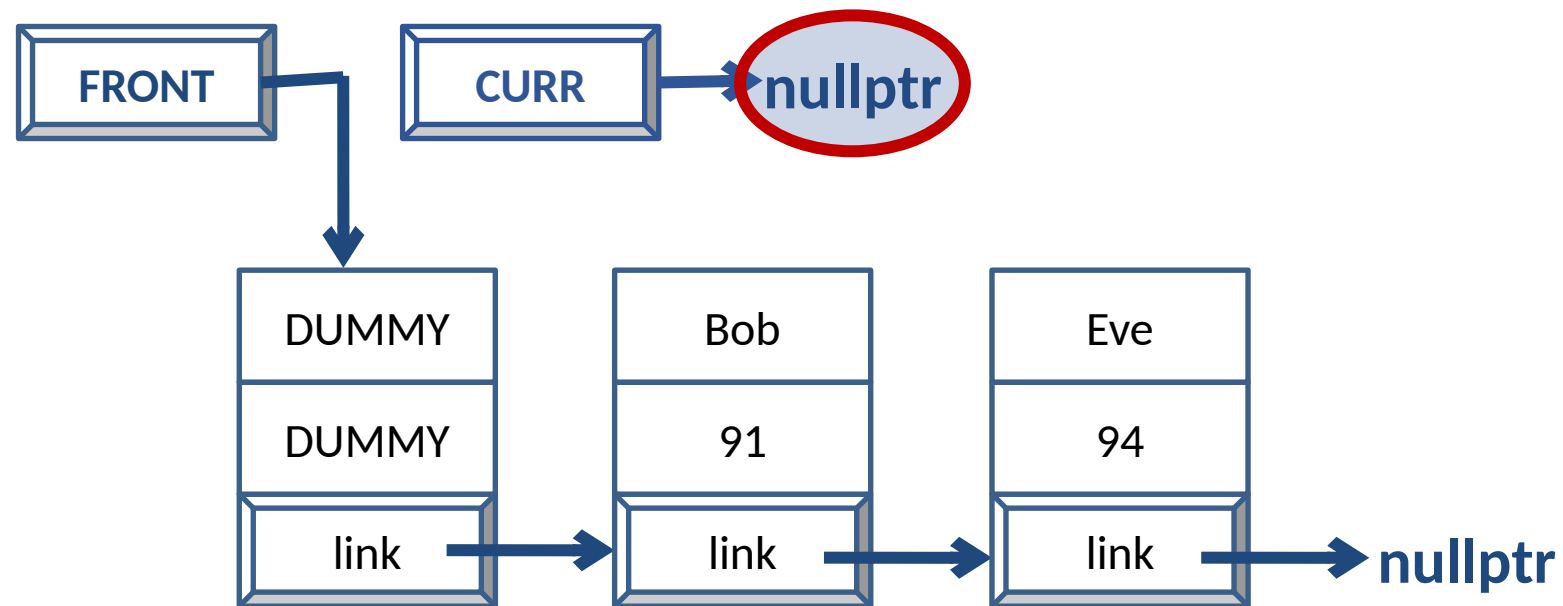 FRONT
CURR
nullptr
DUMMY
Bob
Eve
DUMMY
91
94
link
link
link
nullptr